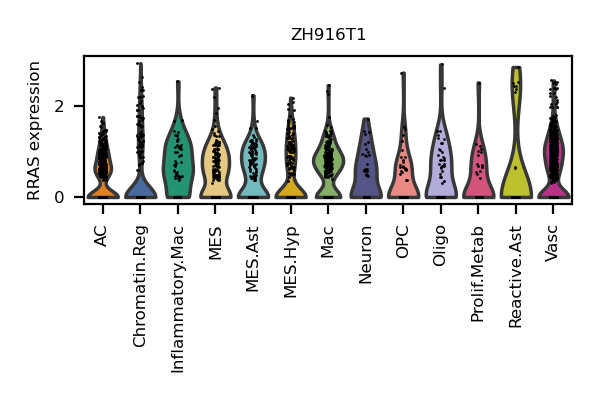 ZH916T1
RRAS expression
2
0
AC
Chromatin.Reg
Inflammatory.Mac
MES
MES.Ast
MES.Hyp
Mac
Neuron
OPC
Oligo
Prolif.Metab
Reactive.Ast
Vasc